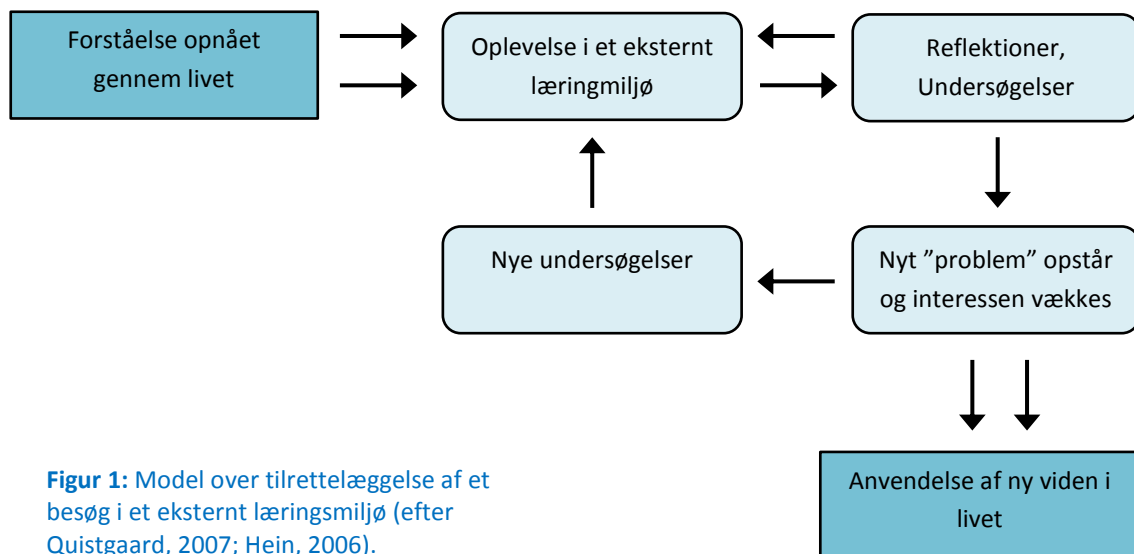 Forståelse opnået
gennem livet
Oplevelse i et eksternt
læringmiljø
Reflektioner,
Undersøgelser
Nye undersøgelser
Nyt ”problem” opstår
og interessen vækkes
Anvendelse af ny viden i
livet
Figur 1: Model over tilrettelæggelse af et
besøg i et eksternt læringsmiljø (efter
Quistgaard, 2007; Hein, 2006).